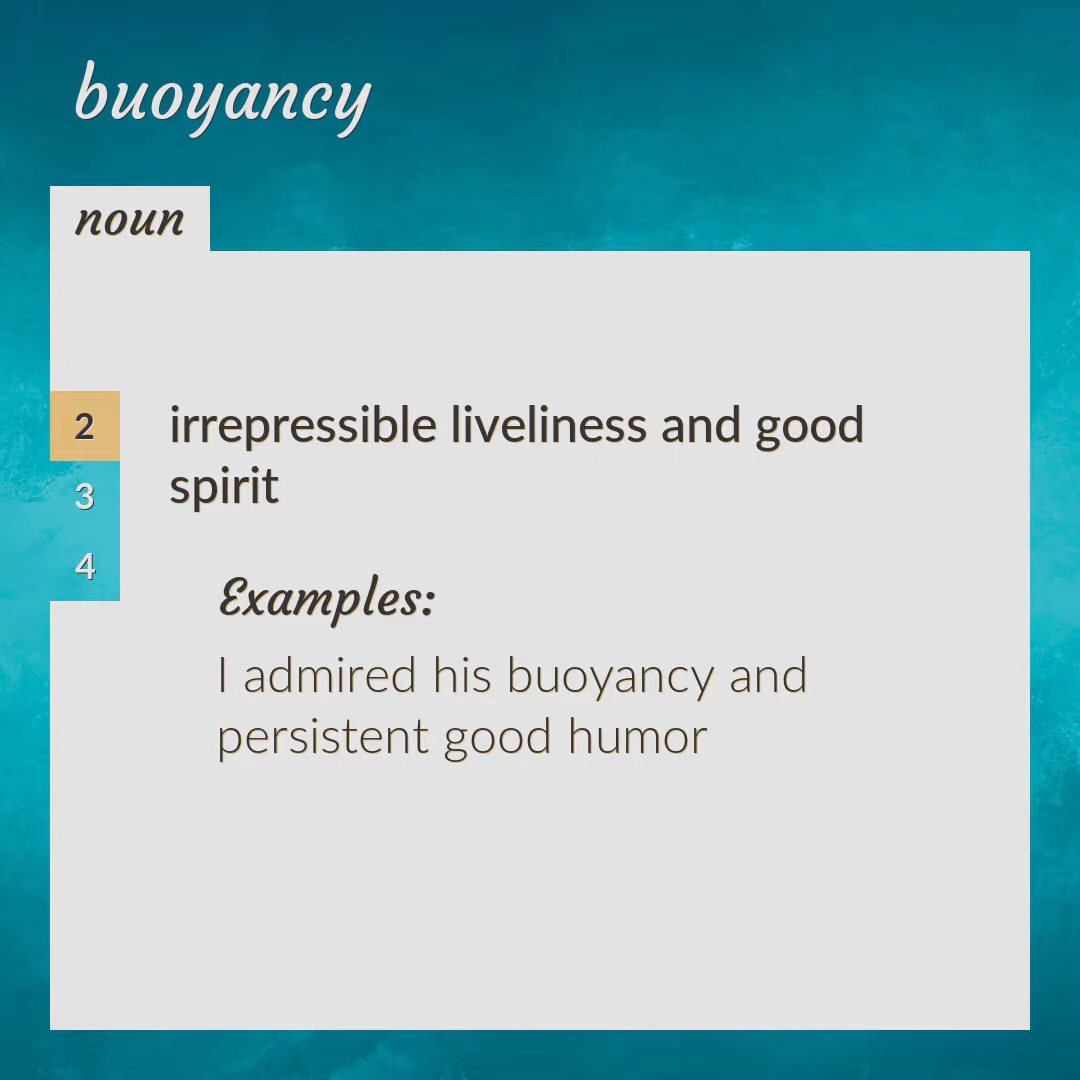 buoyancy
noun
2
irrepressible liveliness and good
spirit
3
4
Examples:
I admired his buoyancy and
persistent good humor